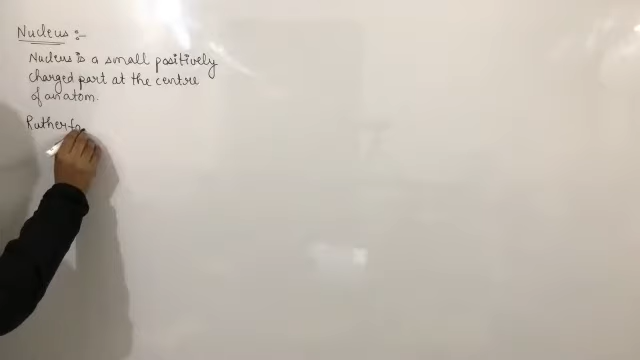 Nucleus :-
Nucleus is a small positively
charged part at the centre
of an atom.
Rutherfo